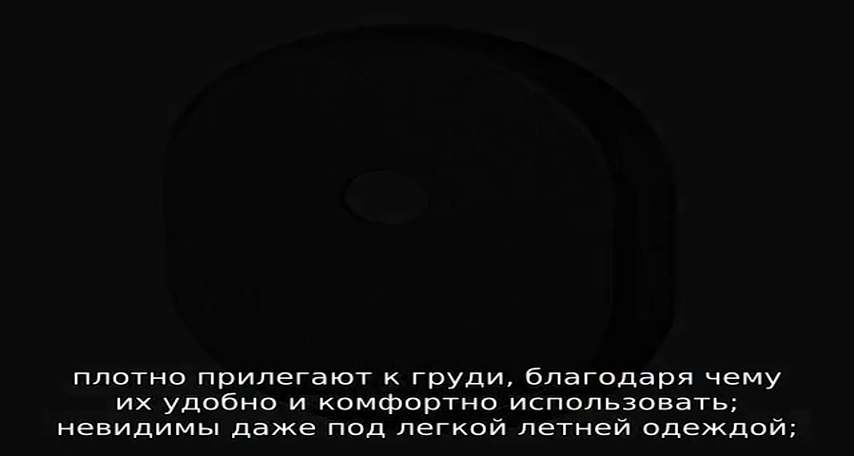 плотно прилегают к груди, благодаря чему
их удобно и комфортно использовать;
невидимы даже под легкой летней одеждой;